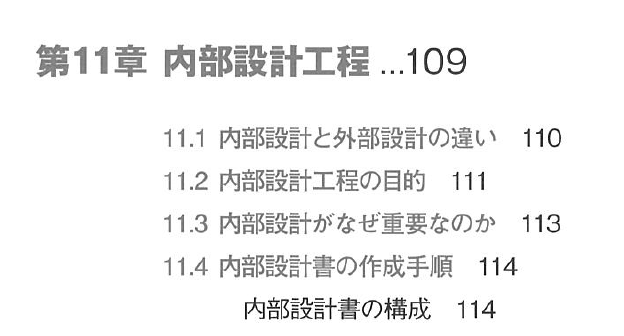 第11章 内部設計工程 ...109
11.1 内部設計と外部設計の違い 110
11.2 内部設計工程の目的 111
11.3 内部設計がなぜ重要なのか 113
11.4 内部設計書の作成手順 114
内部設計書の構成 114